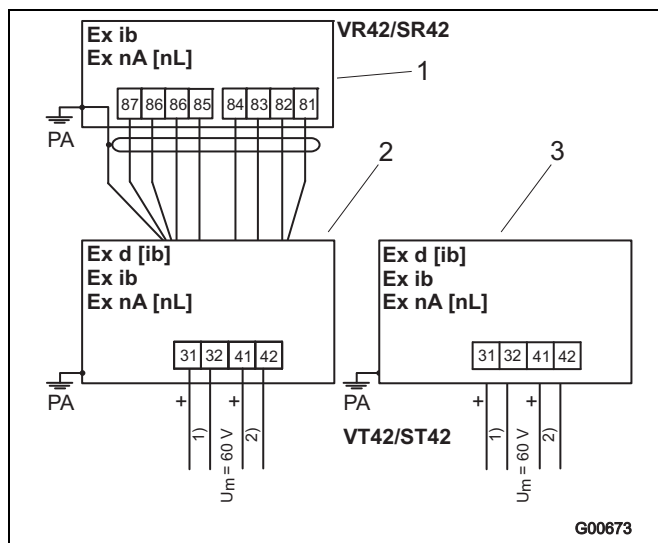 Ex ib
Ex nA [nL]
VR42/SR42
1
87 86 86 85 84 83 82 81
PA
2
3
Ex d [ib]
Ex ib
Ex nA [nL]
31 32 41 42
PA
+ +
1)
Um = 60 V
2)
Ex d [ib]
Ex ib
Ex nA [nL]
31 32 41 42
PA
+ +
VT42/ST42
1)
Um = 60 V
2)
G00673